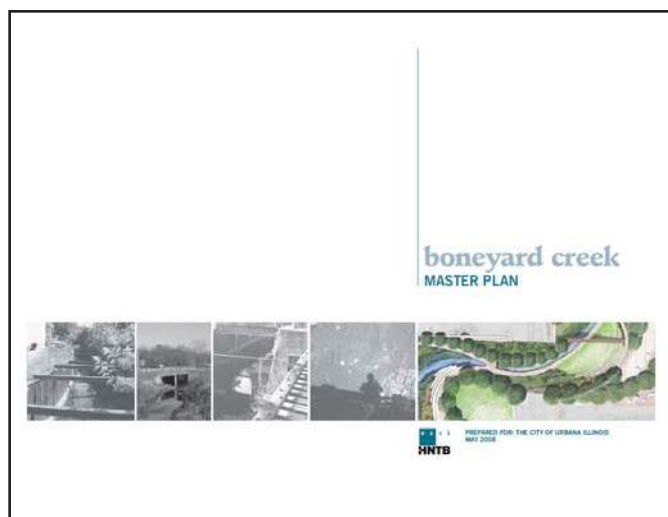 boneyard creek
MASTER PLAN
HNTB
PREPARED FOR: THE CITY OF URBANA ILLINOIS
MAY 2008